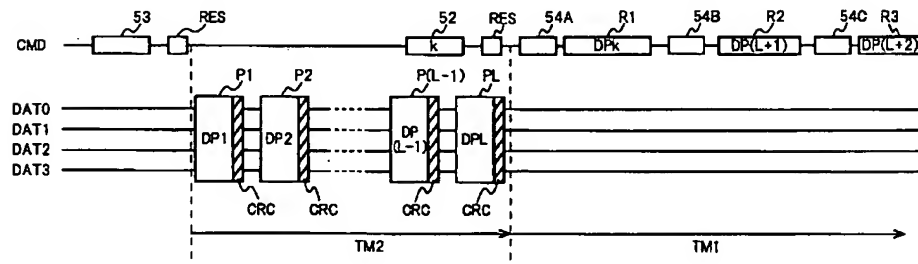 53 RES 52 RES 54A R1 54B R2 54C R3
CMD k DPk DP(L+1) DP(L+2)
P1 P2 P(L-1) PL
DAT0
DAT1
DAT2
DAT3
DP1 DP2 DP(L-1) DPL
CRC CRC CRC CRC
TM2 TM1